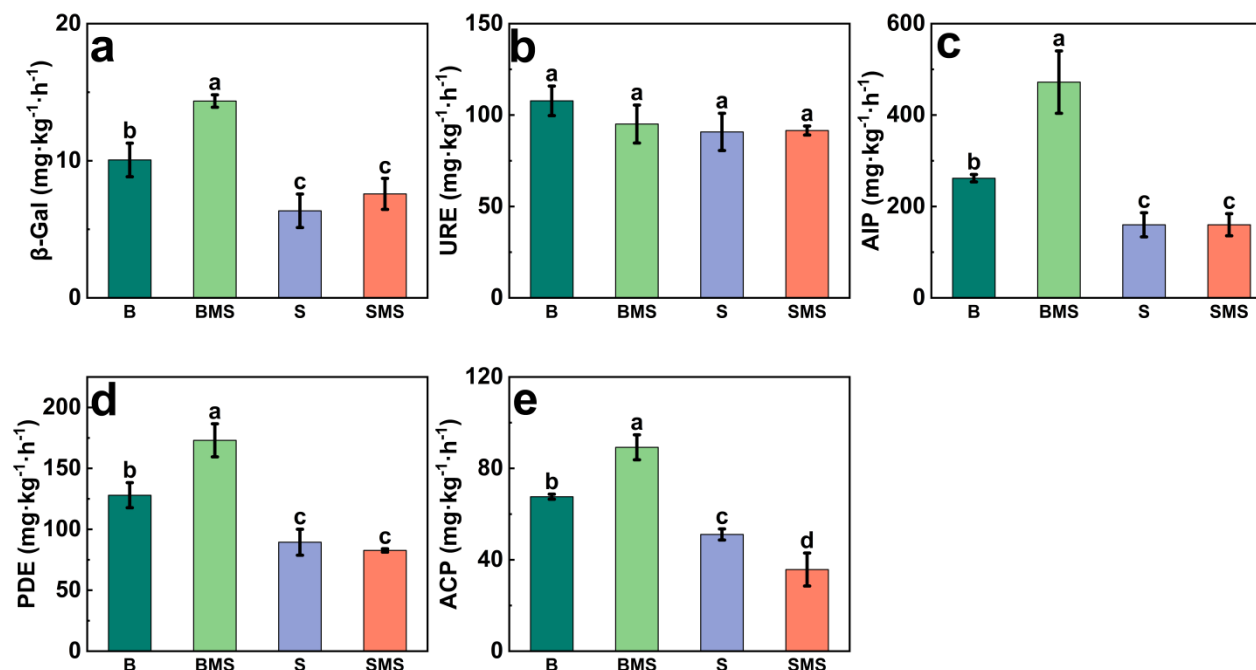 a
β-Gal (mg·kg⁻¹·h⁻¹)
20
10
0
b
a
c
c
B
BMS
S
SMS
b
URE (mg·kg⁻¹·h⁻¹)
150
100
50
0
a
a
a
a
B
BMS
S
SMS
c
AIP (mg·kg⁻¹·h⁻¹)
600
400
200
0
b
a
c
c
B
BMS
S
SMS
d
PDE (mg·kg⁻¹·h⁻¹)
200
150
100
50
0
b
a
c
c
B
BMS
S
SMS
e
ACP (mg·kg⁻¹·h⁻¹)
120
80
40
0
b
a
c
d
B
BMS
S
SMS